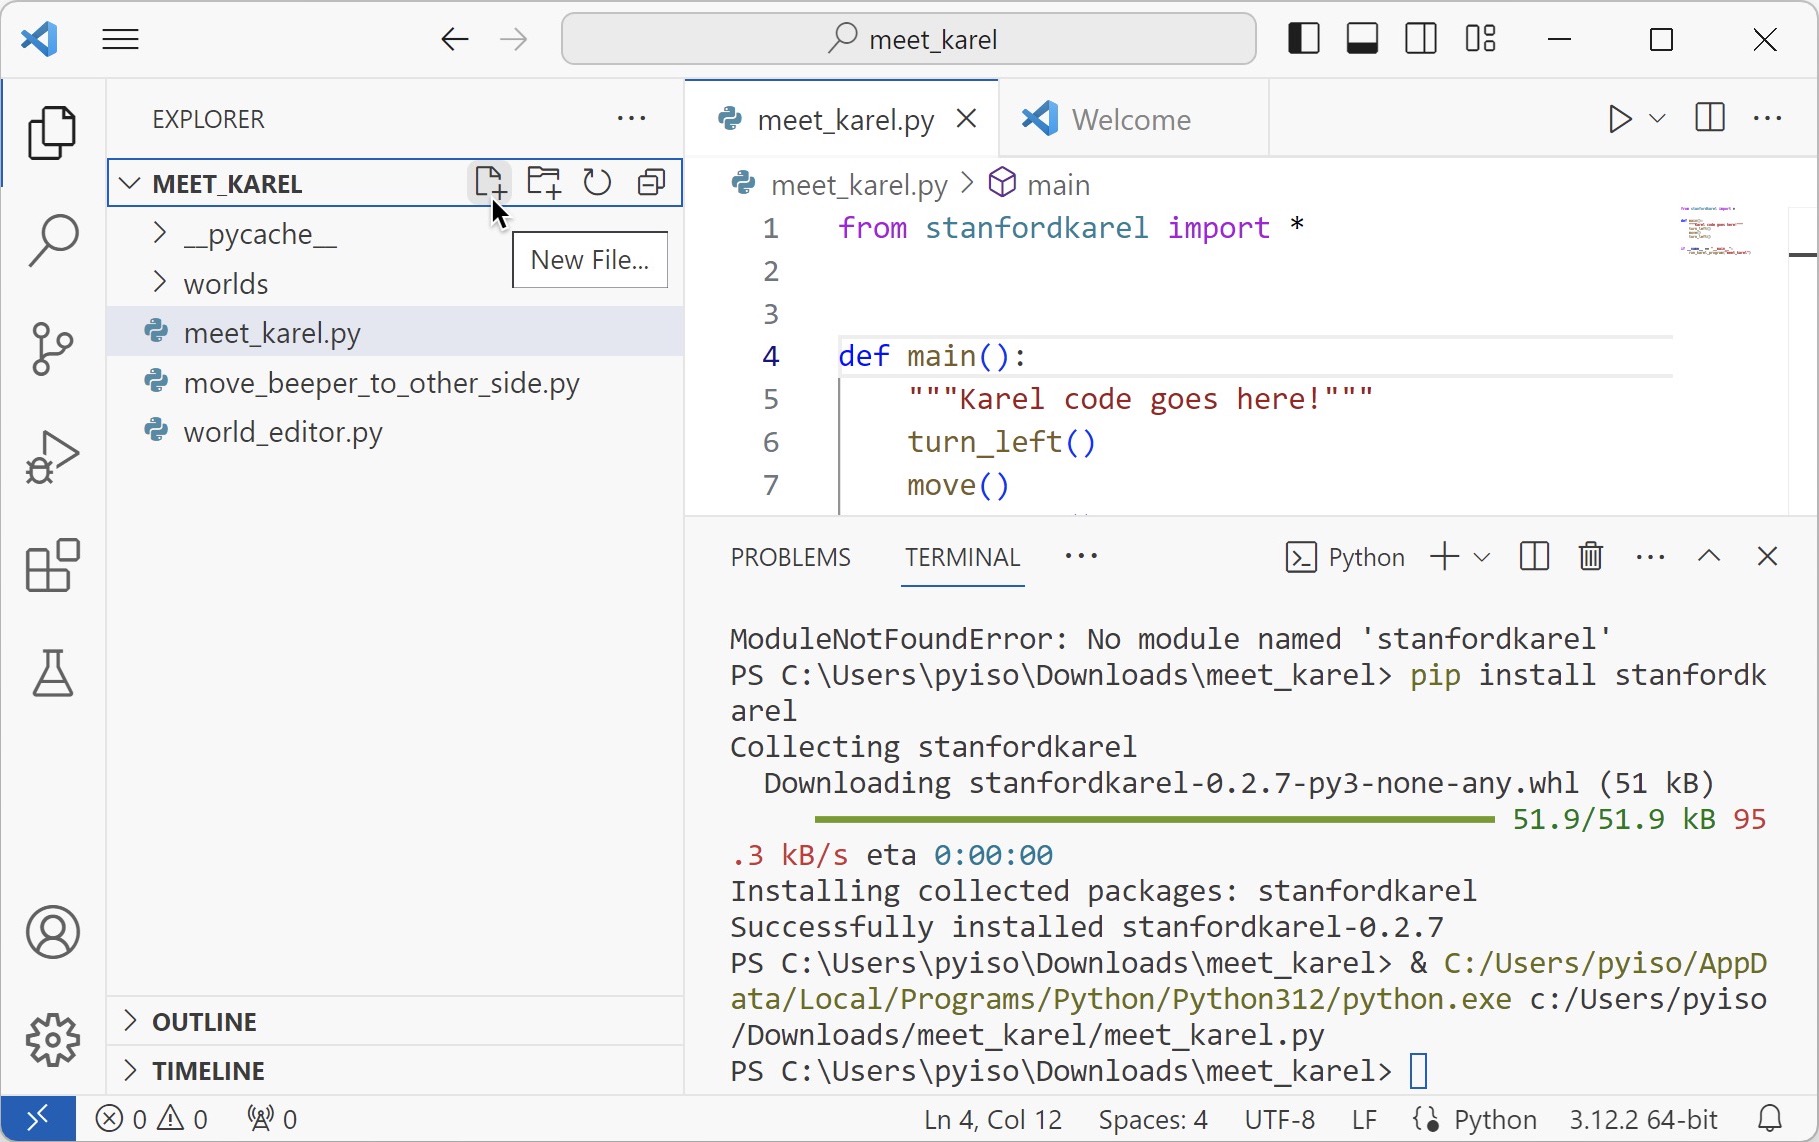 meet_karel
EXPLORER
MEET_KAREL
__pycache__
worlds
New File...
meet_karel.py
move_beeper_to_other_side.py
world_editor.py
OUTLINE
TIMELINE
meet_karel.py
Welcome
meet_karel.py > main
1 from stanfordkarel import *
2
3
4 def main():
5 """Karel code goes here!"""
6 turn_left()
7 move()
PROBLEMS TERMINAL
Python
ModuleNotFoundError: No module named 'stanfordkarel'
PS C:\Users\pyiso\Downloads\meet_karel> pip install stanfordk
arel
Collecting stanfordkarel
Downloading stanfordkarel-0.2.7-py3-none-any.whl (51 kB)
51.9/51.9 kB 95
.3 kB/s eta 0:00:00
Installing collected packages: stanfordkarel
Successfully installed stanfordkarel-0.2.7
PS C:\Users\pyiso\Downloads\meet_karel> & C:/Users/pyiso/AppD
ata/Local/Programs/Python/Python312/python.exe c:/Users/pyiso
/Downloads/meet_karel/meet_karel.py
PS C:\Users\pyiso\Downloads\meet_karel>
0 0 0 Ln 4, Col 12 Spaces: 4 UTF-8 LF Python 3.12.2 64-bit